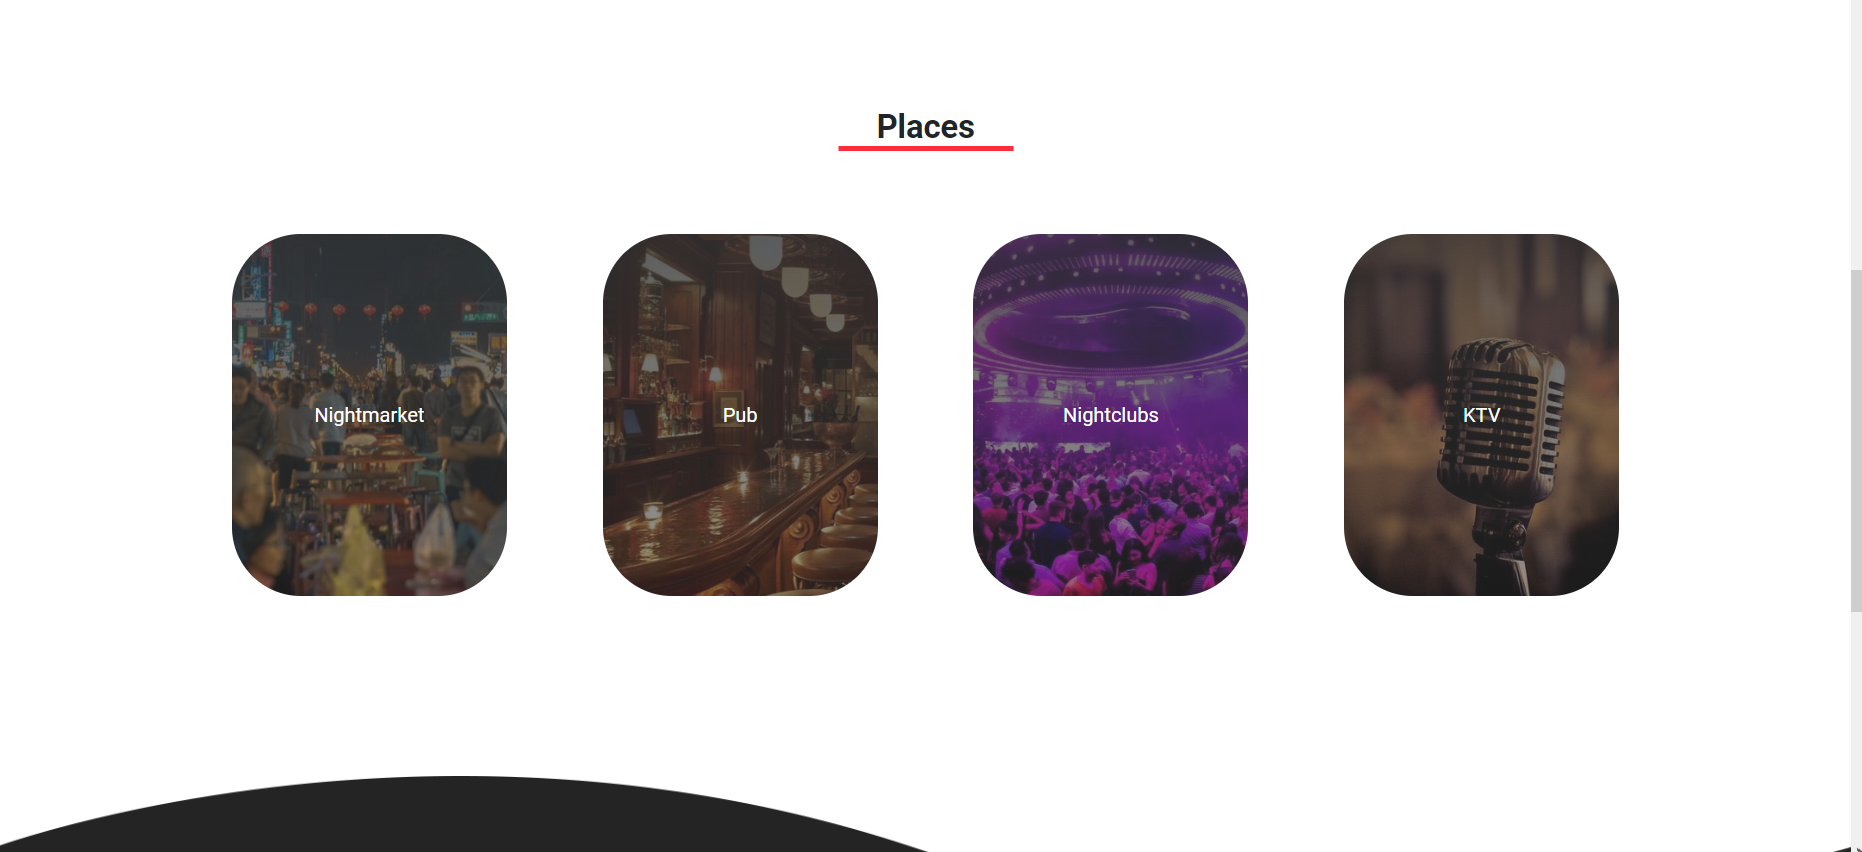 Places
Nightmarket
Pub
Nightclubs
KTV